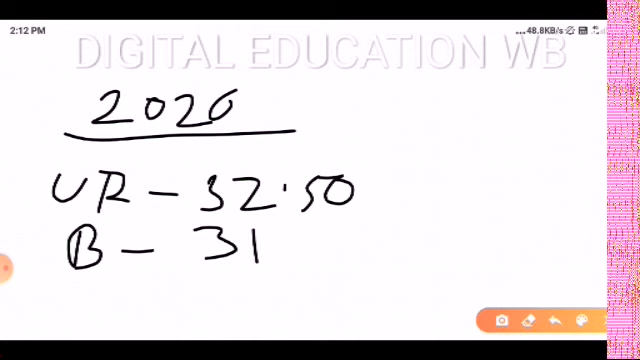 2:12 PM
...48.8KB/s
DIGITAL EDUCATION WB
2020
UR - 32.50
B - 31